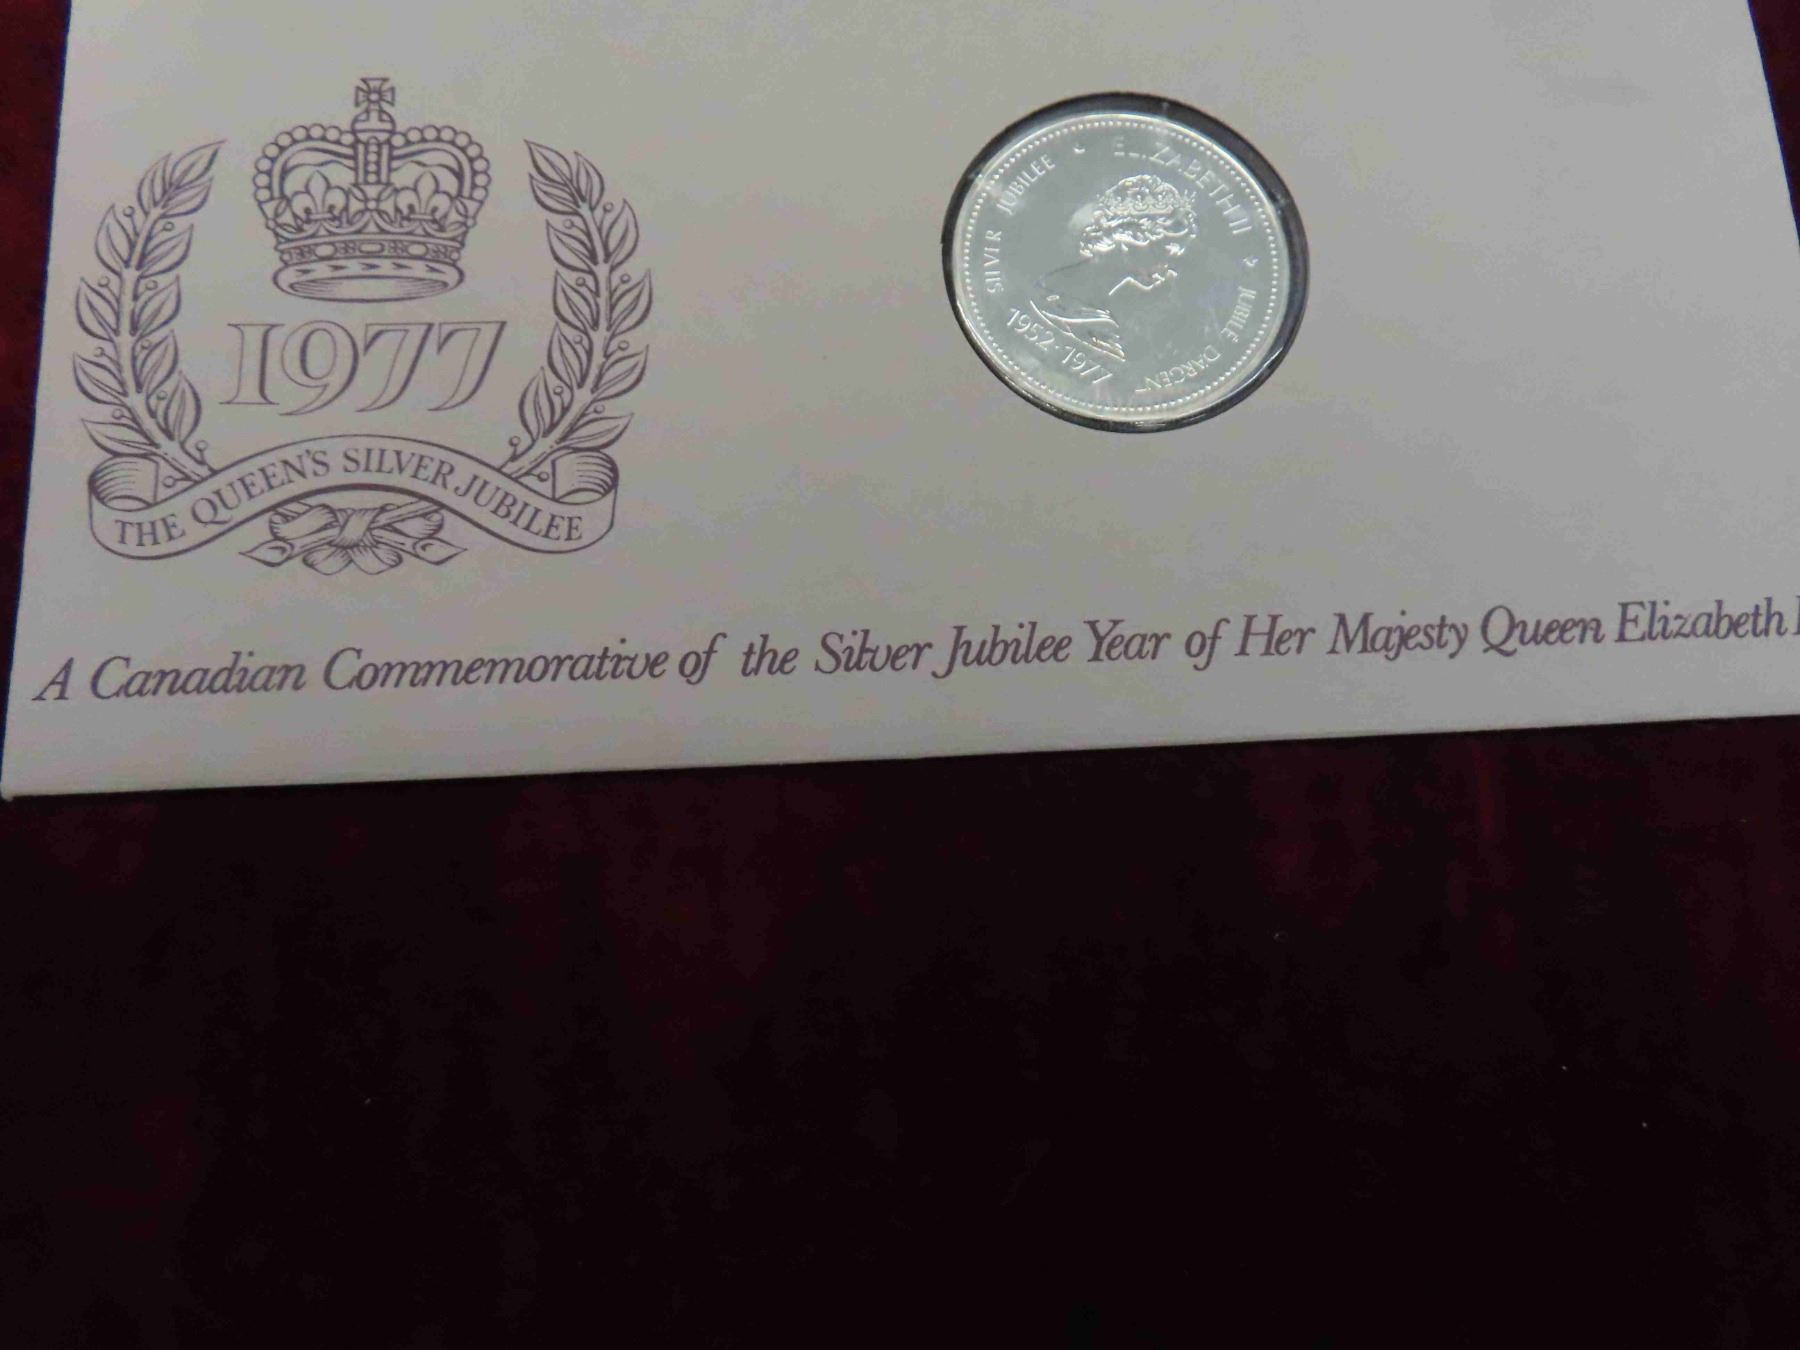 1977
THE QUEEN'S SILVER JUBILEE
SILVER JUBILEE • ELIZABETH II • JUBILÉ D'ARGENT
1952-1977
A Canadian Commemorative of the Silver Jubilee Year of Her Majesty Queen Elizabeth